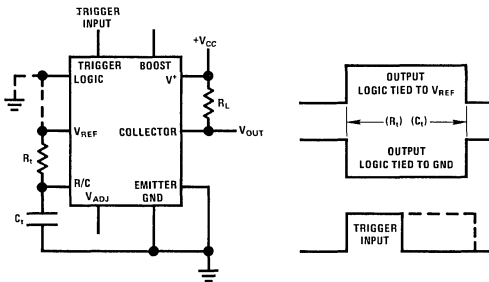 TRIGGER
INPUT
+VCC
TRIGGER BOOST
LOGIC V+
RL
VREF COLLECTOR VOUT
Rt
R/C EMITTER
VADJ GND
Ct
OUTPUT
LOGIC TIED TO VREF
(Rt) (Ct)
OUTPUT
LOGIC TIED TO GND
TRIGGER
INPUT